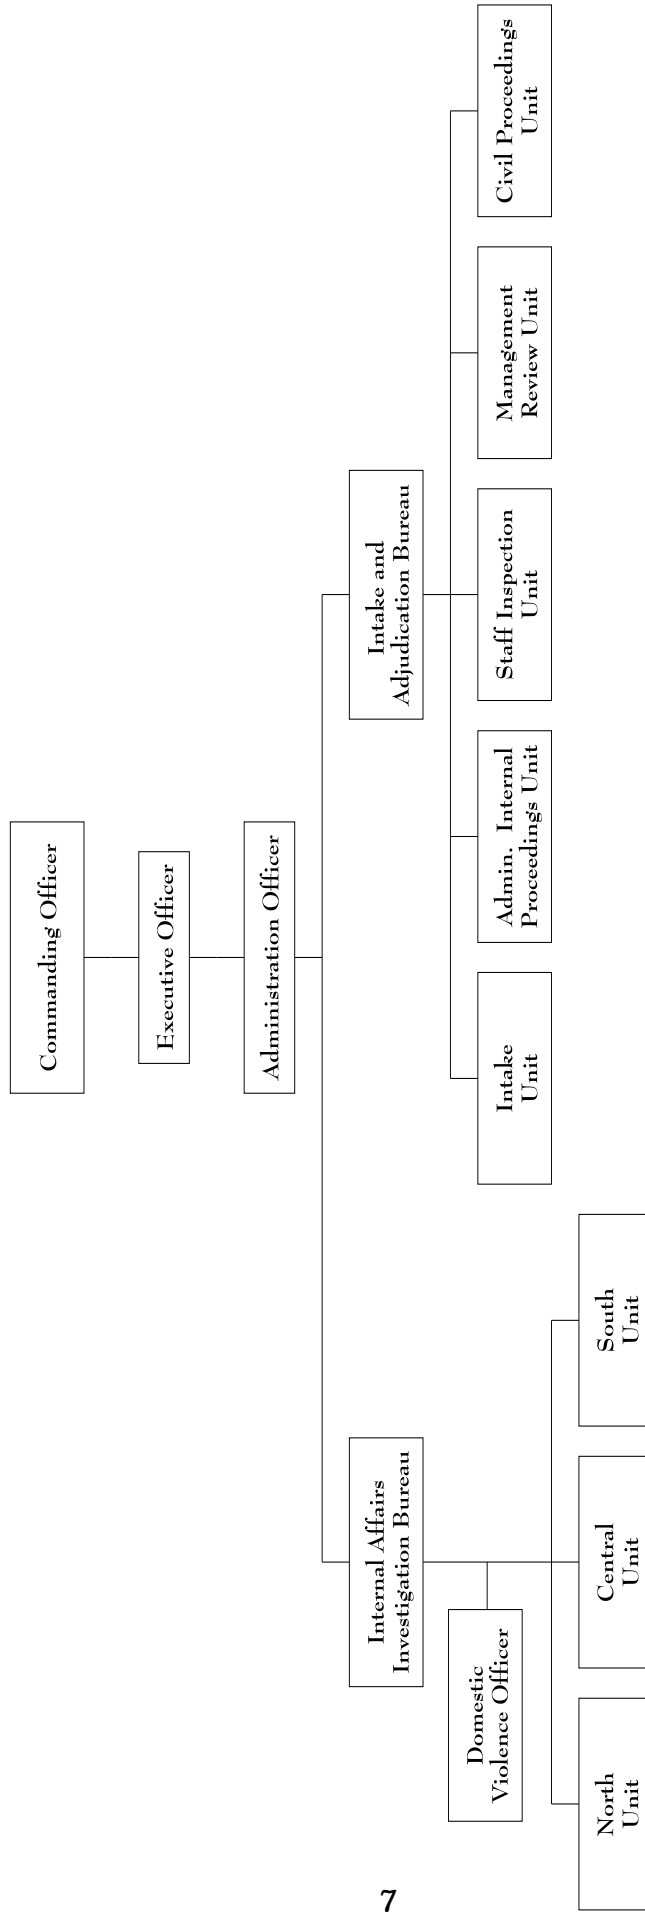 Commanding Officer
Executive Officer
Administration Officer
Internal Affairs
Investigation Bureau
Intake and
Adjudication Bureau
Domestic
Violence Officer
North
Unit
Central
Unit
South
Unit
Intake
Unit
Admin. Internal
Proceedings Unit
Staff Inspection
Unit
Management
Review Unit
Civil Proceedings
Unit
7